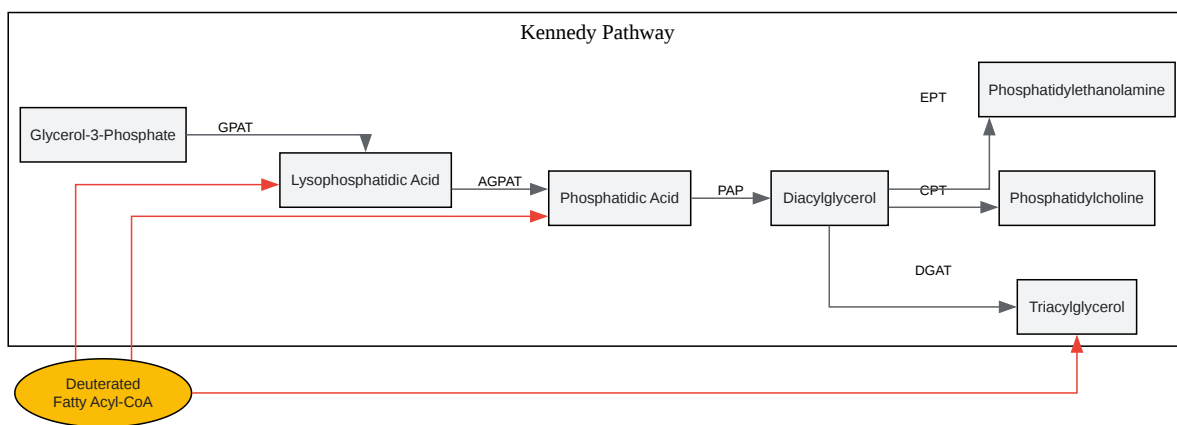 Kennedy Pathway
Glycerol-3-Phosphate
GPAT
Lysophosphatidic Acid
AGPAT
Phosphatidic Acid
PAP
Diacylglycerol
EPT
Phosphatidylethanolamine
CPT
Phosphatidylcholine
DGAT
Triacylglycerol
Deuterated
Fatty Acyl-CoA